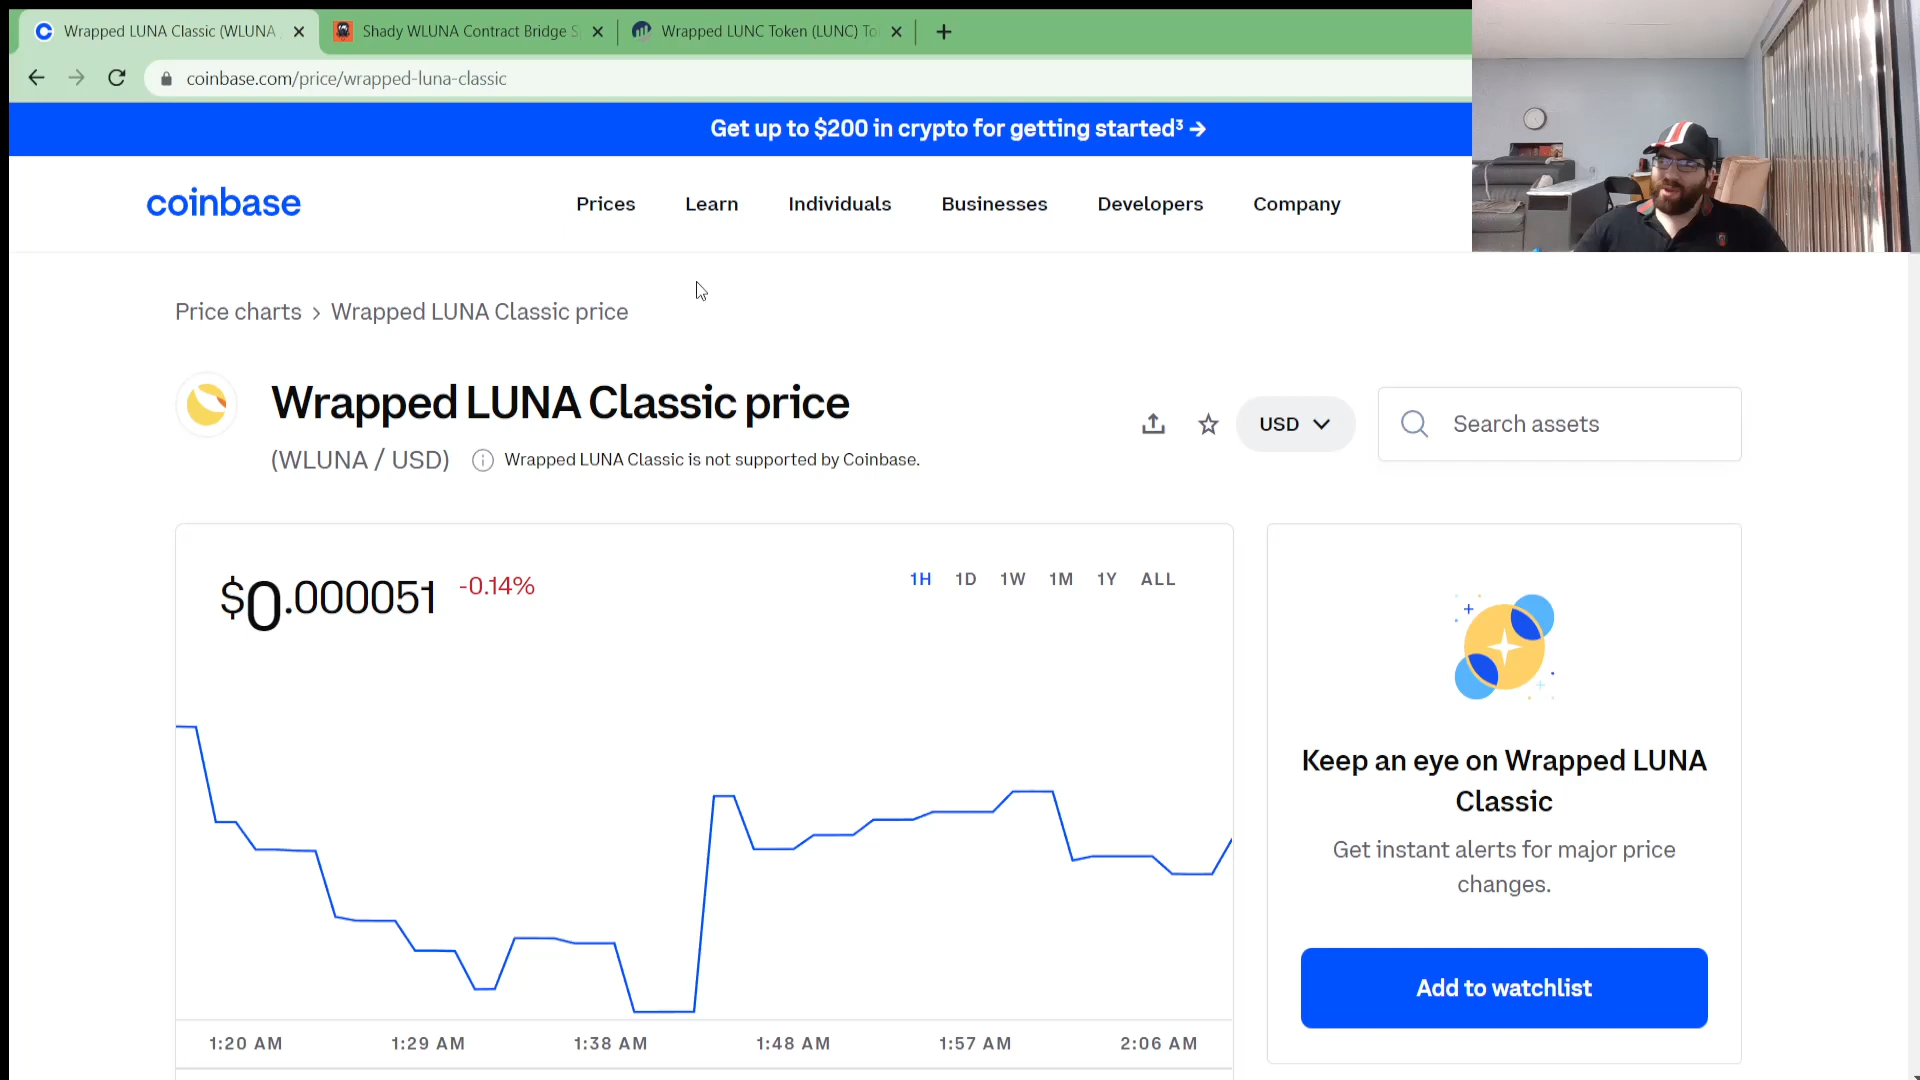 Wrapped LUNA Classic (WLUNA
Shady WLUNA Contract Bridge S
Wrapped LUNC Token (LUNC) To
coinbase.com/price/wrapped-luna-classic
Get up to $200 in crypto for getting started³ →
coinbase
Prices
Learn
Individuals
Businesses
Developers
Company
Price charts > Wrapped LUNA Classic price
Wrapped LUNA Classic price
(WLUNA / USD)
Wrapped LUNA Classic is not supported by Coinbase.
USD
Search assets
$0.000051
-0.14%
1H 1D 1W 1M 1Y ALL
1:20 AM 1:29 AM 1:38 AM 1:48 AM 1:57 AM 2:06 AM
Keep an eye on Wrapped LUNA
Classic
Get instant alerts for major price
changes.
Add to watchlist